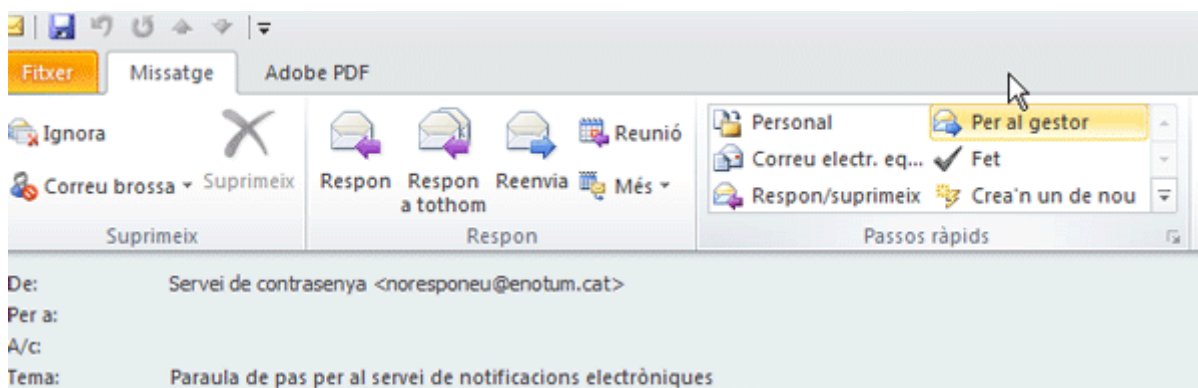 Fitxer Missatge Adobe PDF
Ignora
Correu brossa
Suprimeix
Suprimeix
Respon
Respon a tothom
Reenvia
Reunió
Més
Respon
Personal
Correu electr. eq...
Respon/suprimeix
Per al gestor
Fet
Crea'n un de nou
Passos ràpids
De: Servei de contrasenya <noresponeu@enotum.cat>
Per a:
A/c:
Tema: Paraula de pas per al servei de notificacions electròniques